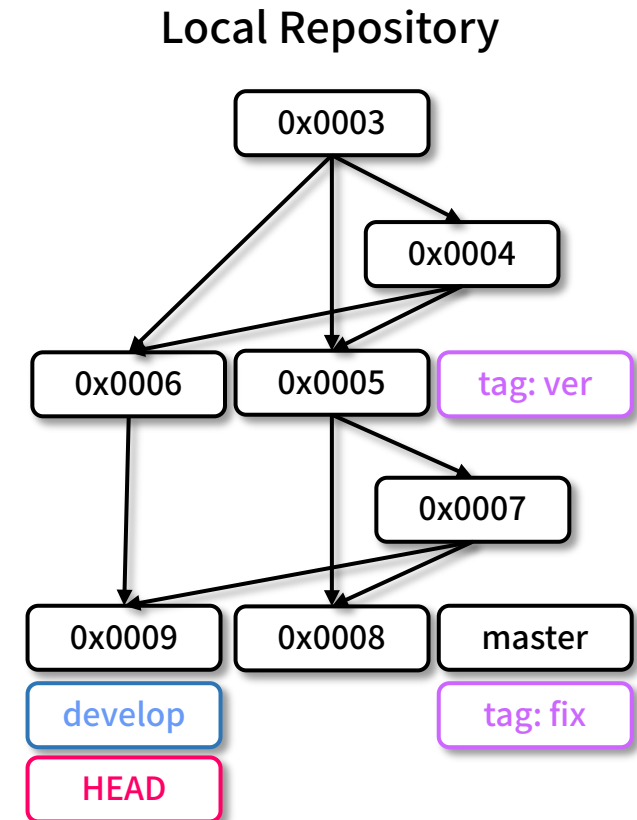 Local Repository
0x0003
0x0004
0x0006
0x0005
tag: ver
0x0007
0x0009
0x0008
master
develop
tag: fix
HEAD